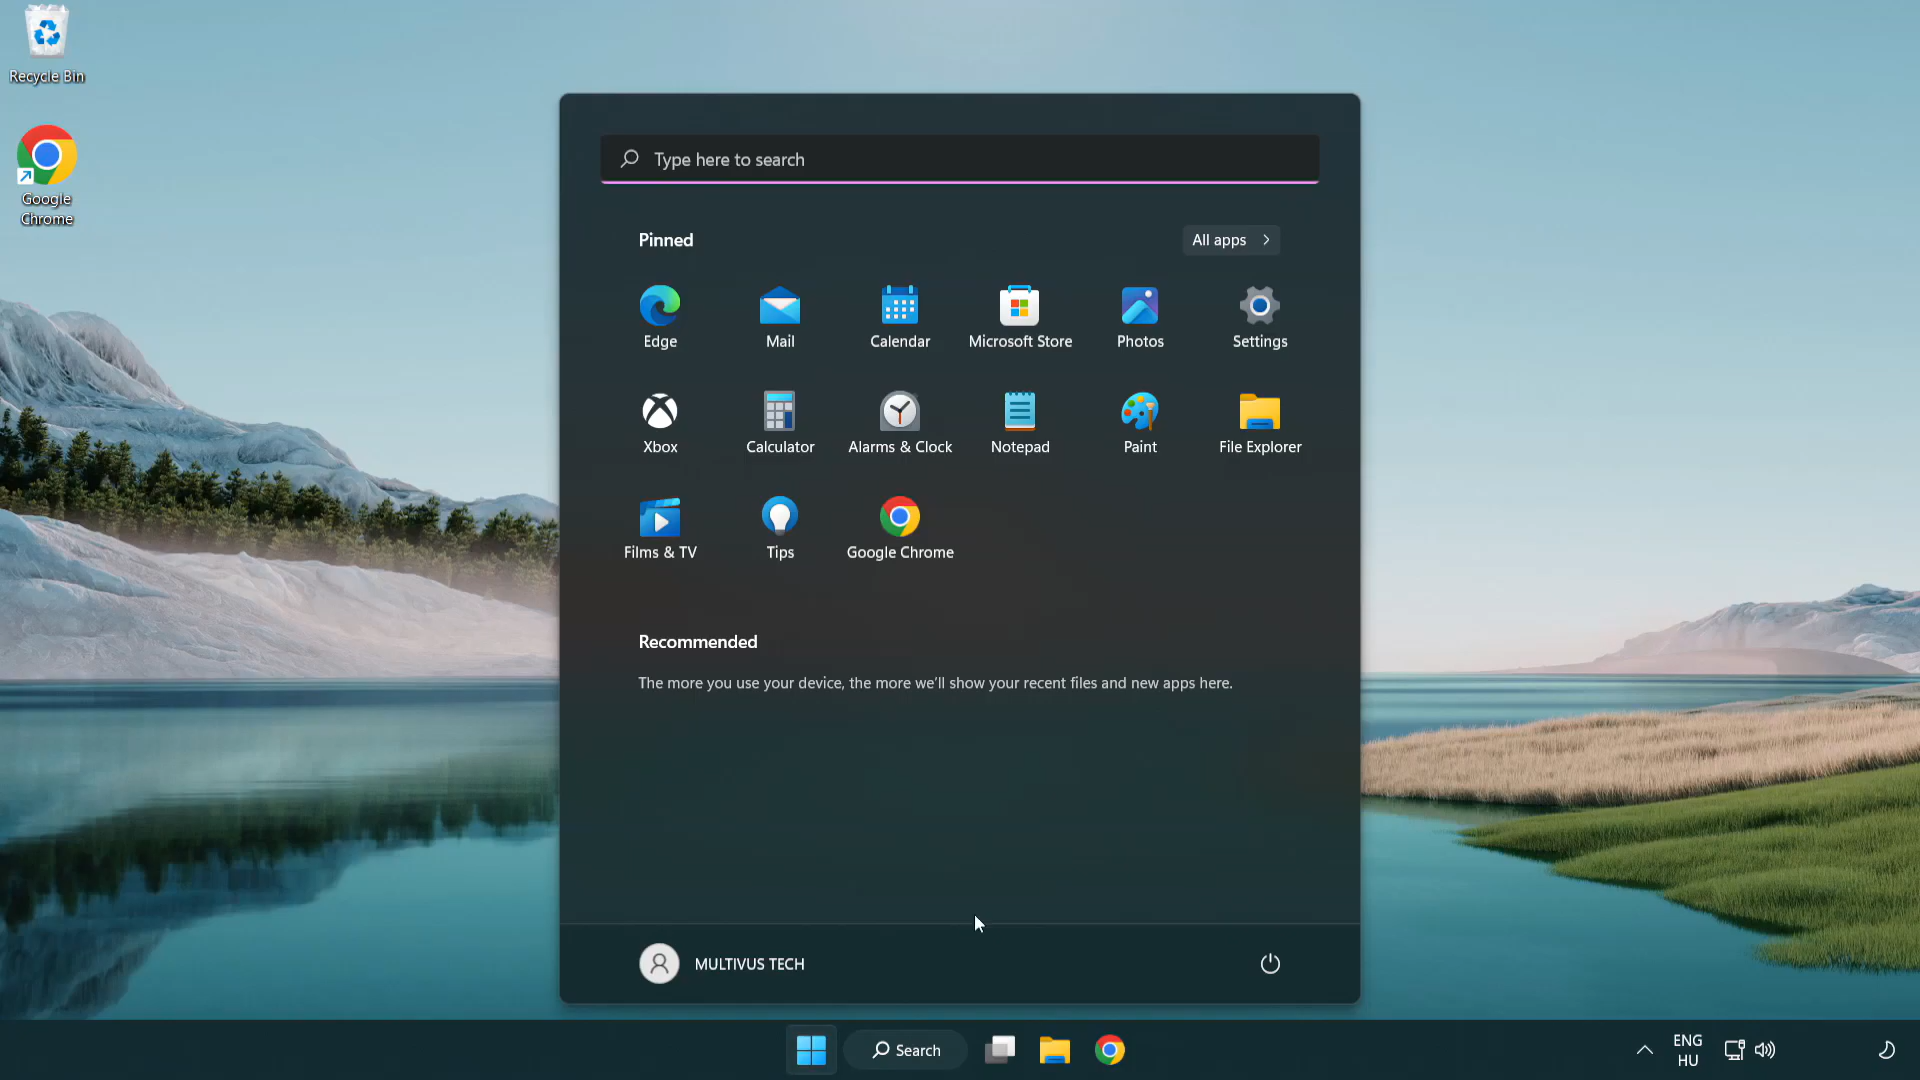 Recycle Bin
Google
Chrome
Type here to search
Pinned
All apps
Edge
Mail
Calendar
Microsoft Store
Photos
Settings
Xbox
Calculator
Alarms & Clock
Notepad
Paint
File Explorer
Films & TV
Tips
Google Chrome
Recommended
The more you use your device, the more we'll show your recent files and new apps here.
MULTIVUS TECH
Search
ENG
HU